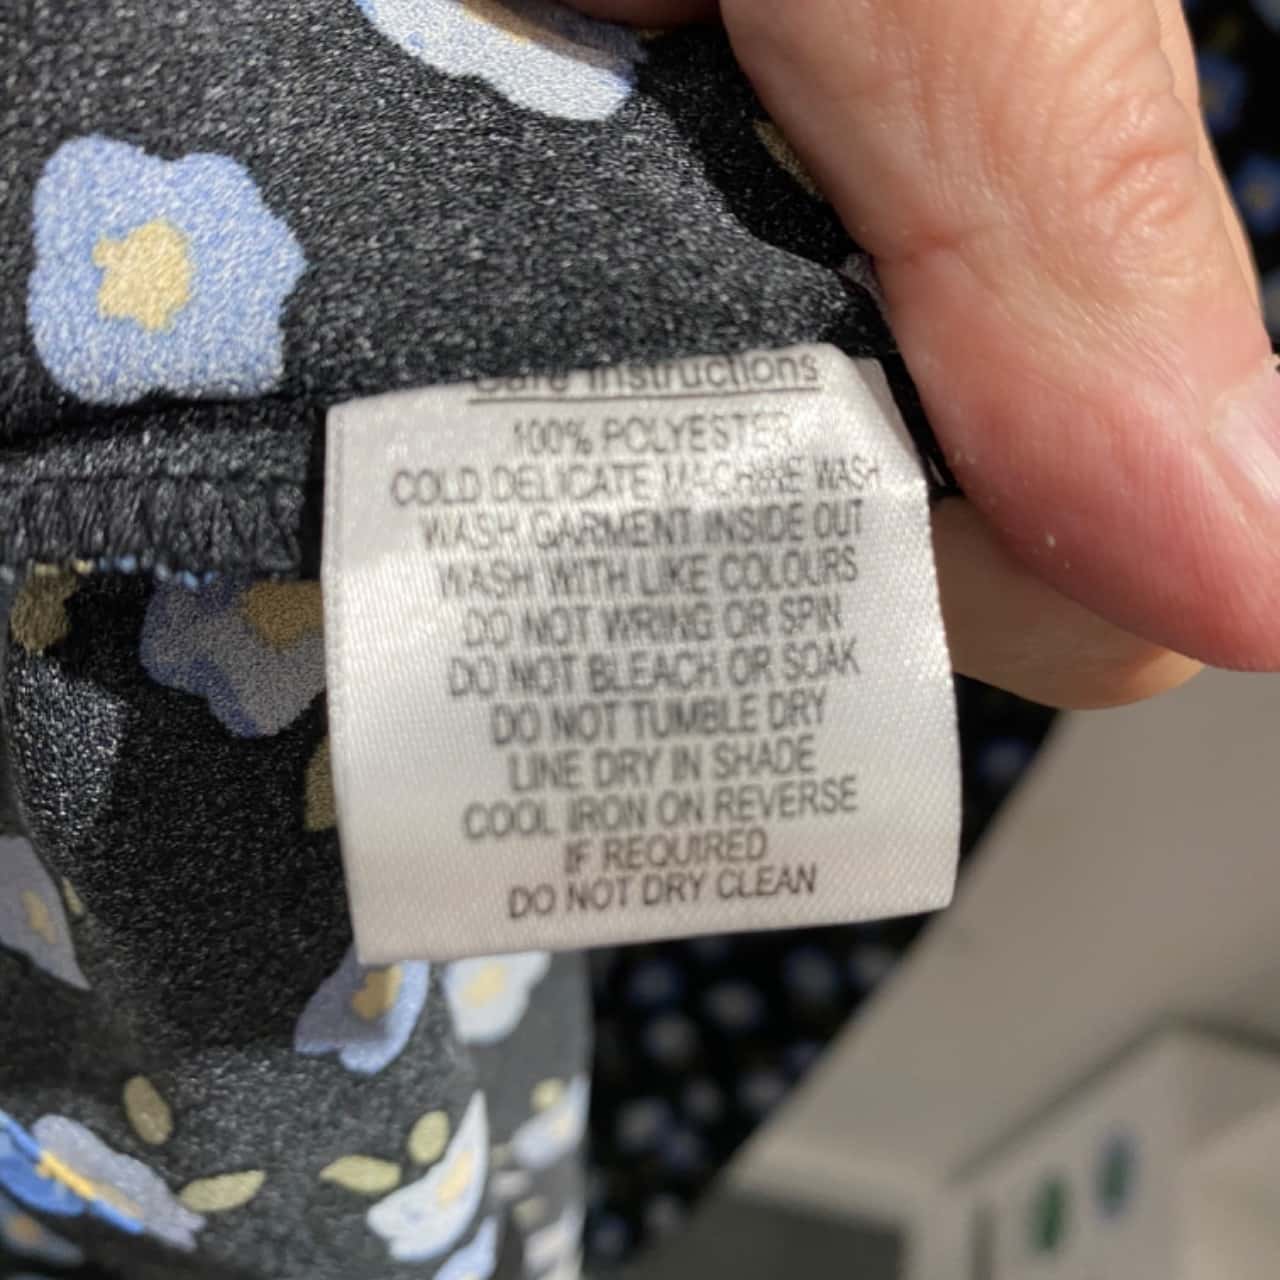 Care Instructions
100% POLYESTER
COLD DELICATE MACHINE WASH
WASH GARMENT INSIDE OUT
WASH WITH LIKE COLOURS
DO NOT WRING OR SPIN
DO NOT BLEACH OR SOAK
DO NOT TUMBLE DRY
LINE DRY IN SHADE
COOL IRON ON REVERSE
IF REQUIRED
DO NOT DRY CLEAN